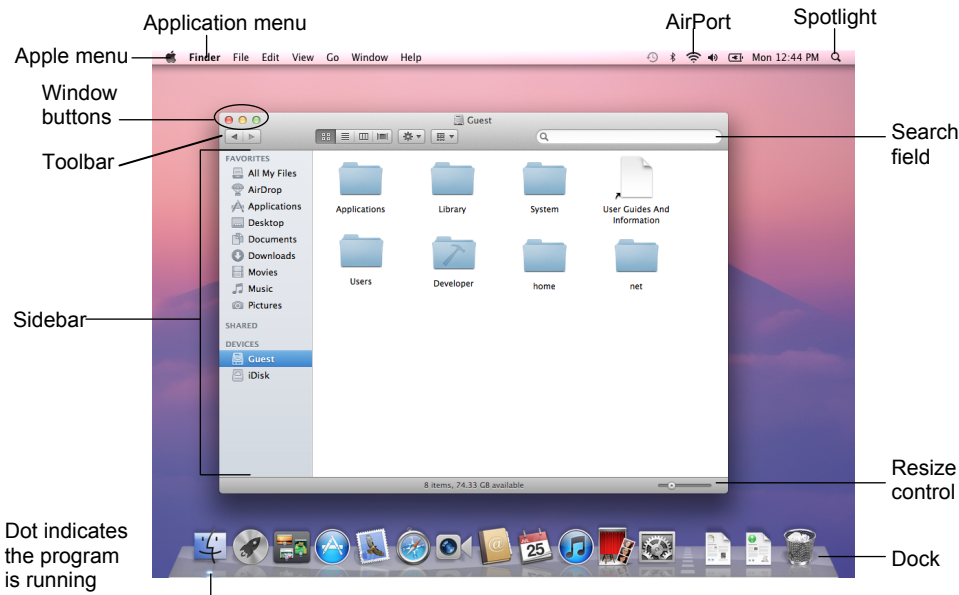 Application menu
AirPort
Spotlight
Apple menu
Finder File Edit View Go Window Help
Mon 12:44 PM
Window
buttons
Guest
Toolbar
Search
field
FAVORITES
All My Files
AirDrop
Applications
Desktop
Documents
Downloads
Movies
Music
Pictures
SHARED
DEVICES
Guest
iDisk
Applications
Library
System
User Guides And
Information
Users
Developer
home
net
Sidebar
8 items, 74.33 GB available
Resize
control
Dot indicates
the program
is running
JUL
25
Dock